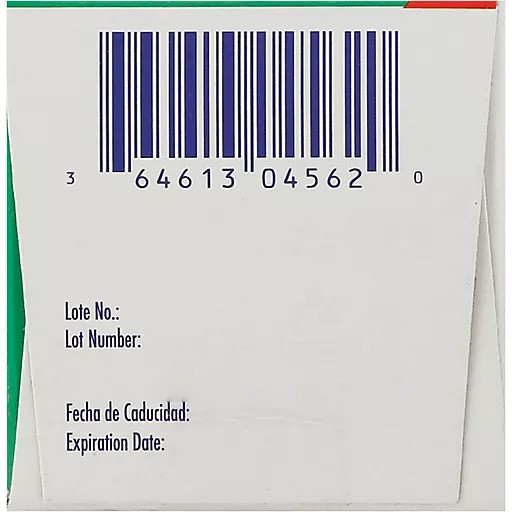 3 64613 04562 0
Lote No.:
Lot Number:
Fecha de Caducidad:
Expiration Date: